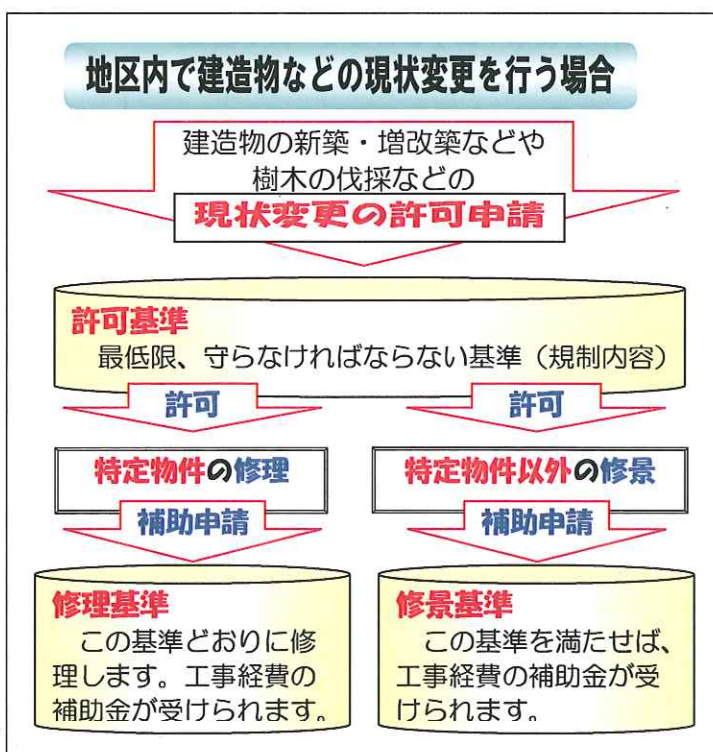 地区内で建造物などの現状変更を行う場合
建造物の新築・増改築などや
樹木の伐採などの
現状変更の許可申請
許可基準
最低限、守らなければならない基準（規制内容）
許可
許可
特定物件の修理
特定物件以外の修景
補助申請
補助申請
修理基準
この基準どおりに修
理します。工事経費の
補助金が受けられます。
修景基準
この基準を満たせば、
工事経費の補助金が受
けられます。